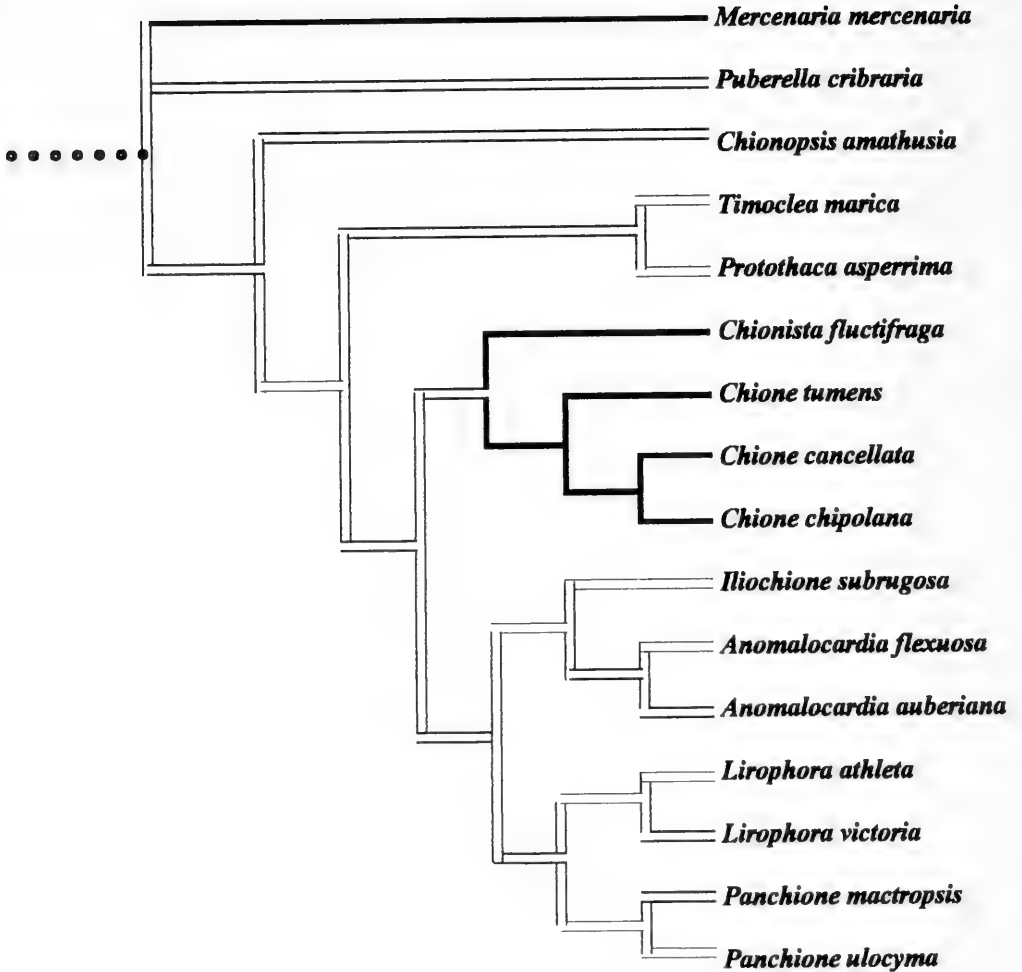 Mercenaria mercenaria
Puberella cribraria
Chionopsis amathusia
Timoclea marica
Protothaca asperrima
Chionista fluctifraga
Chione tumens
Chione cancellata
Chione chipolana
Iliochione subrugosa
Anomalocardia flexuosa
Anomalocardia auberiana
Lirophora athleta
Lirophora victoria
Panchione mactropsis
Panchione ulocyma